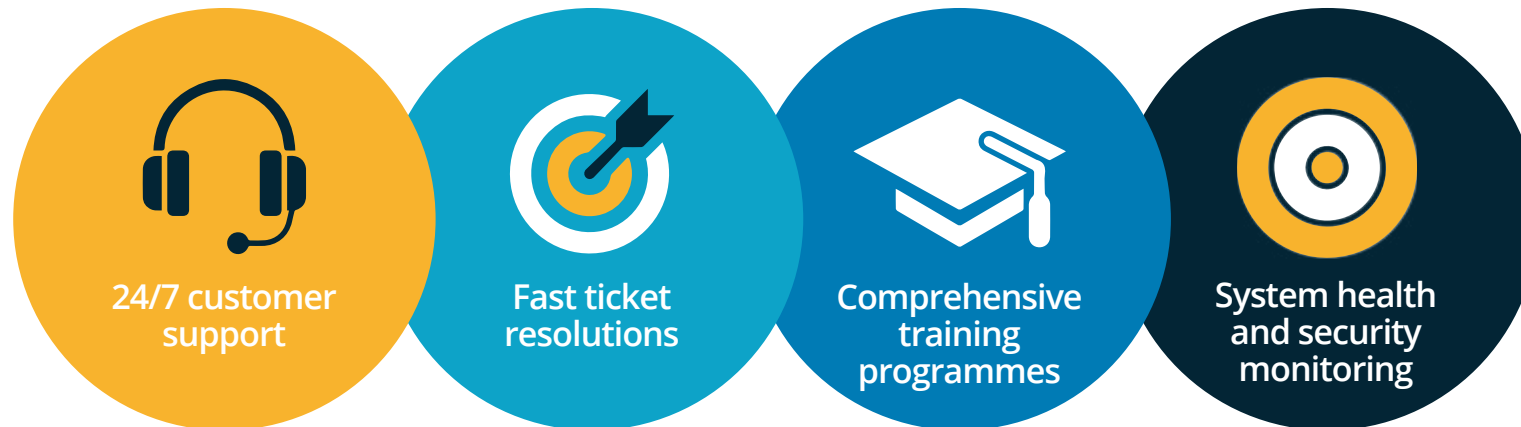 24/7 customer
support
Fast ticket
resolutions
Comprehensive
training
programmes
System health
and security
monitoring